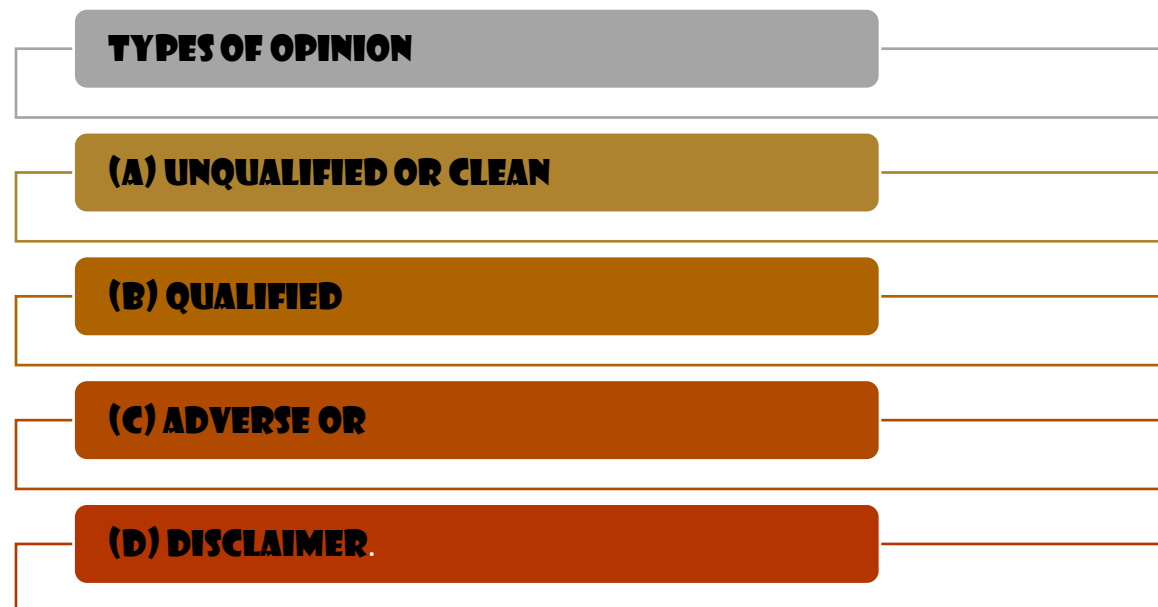 TYPES OF OPINION
(A) UNQUALIFIED OR CLEAN
(B) QUALIFIED
(C) ADVERSE OR
(D) DISCLAIMER.